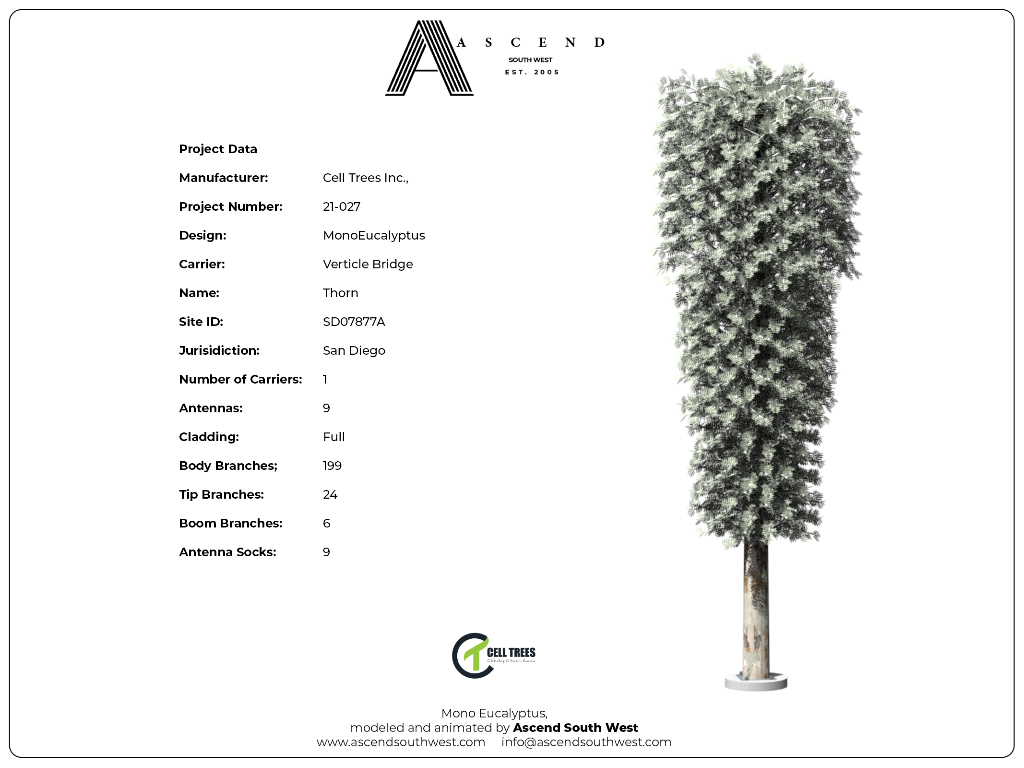 A S C E N D
SOUTH WEST
EST. 2005
Project Data
Manufacturer: Cell Trees Inc.,
Project Number: 21-027
Design: MonoEucalyptus
Carrier: Verticle Bridge
Name: Thorn
Site ID: SD07877A
Jurisidiction: San Diego
Number of Carriers: 1
Antennas: 9
Cladding: Full
Body Branches; 199
Tip Branches: 24
Boom Branches: 6
Antenna Socks: 9
CELL TREES
Mono Eucalyptus,
modeled and animated by Ascend South West
www.ascendsouthwest.com info@ascendsouthwest.com